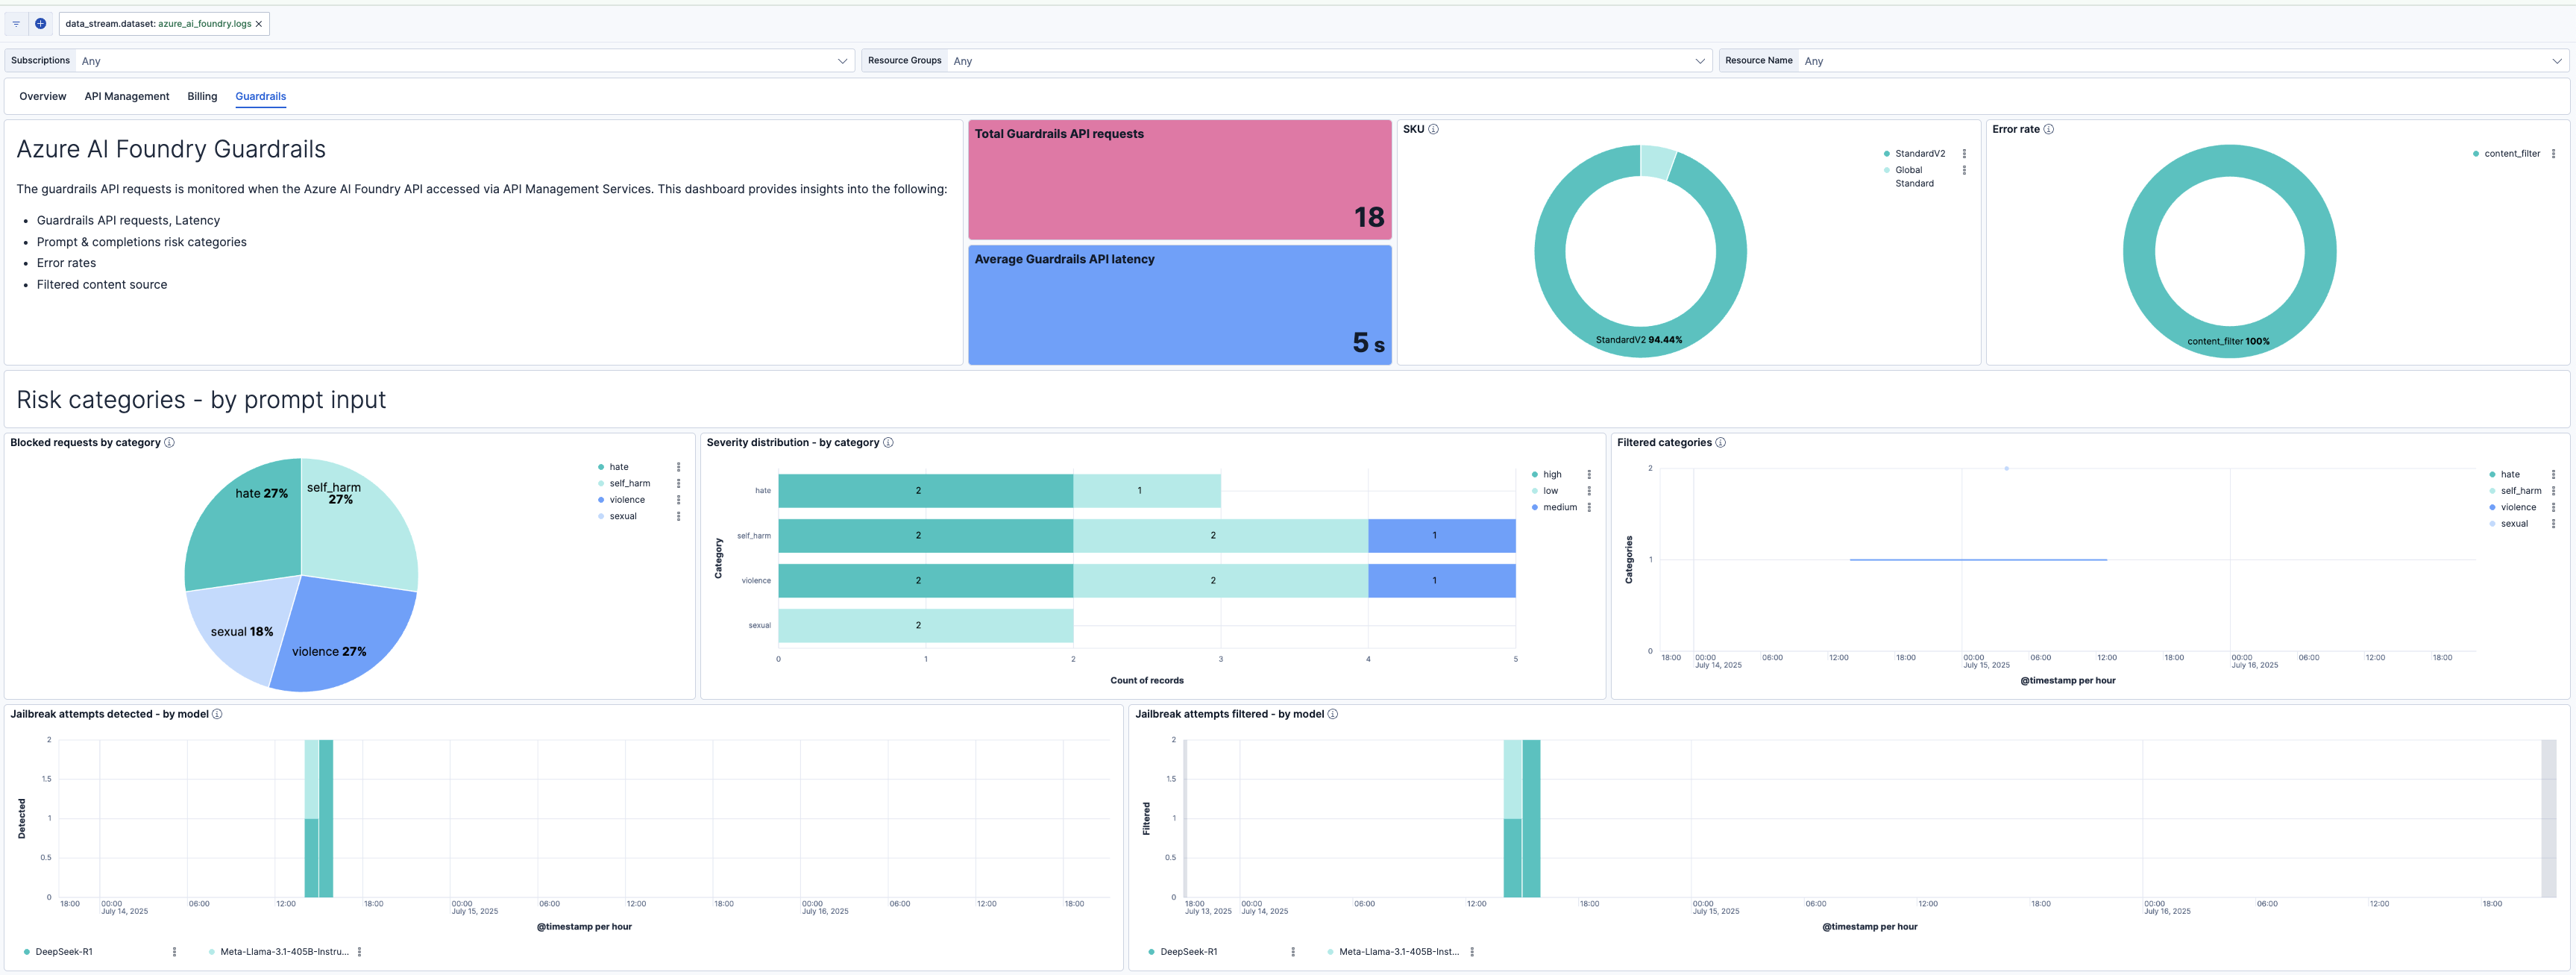 data_stream.dataset: azure_ai_foundry.logs
Subscriptions Any
Resource Groups Any
Resource Name Any
Overview API Management Billing Guardrails
Azure AI Foundry Guardrails
The guardrails API requests is monitored when the Azure AI Foundry API accessed via API Management Services. This dashboard provides insights into the following:
• Guardrails API requests, Latency
• Prompt & completions risk categories
• Error rates
• Filtered content source
Total Guardrails API requests
18
Average Guardrails API latency
5 s
SKU
StandardV2
Global
Standard
StandardV2 94.44%
Error rate
content_filter
content_filter 100%
Risk categories - by prompt input
Blocked requests by category
hate 27%
self_harm
27%
sexual 18%
violence 27%
hate
self_harm
violence
sexual
Severity distribution - by category
Category
hate 2 1
self_harm 2 2 1
violence 2 2 1
sexual 2
0 1 2 3 4 5
Count of records
high
low
medium
Filtered categories
Categories
2
1
0
18:00 00:00 06:00 12:00 18:00 00:00 06:00 12:00 18:00 00:00 06:00 12:00 18:00
July 14, 2025 July 15, 2025 July 16, 2025
@timestamp per hour
hate
self_harm
violence
sexual
Jailbreak attempts detected - by model
Detected
2
1.5
1
0.5
0
18:00 00:00 06:00 12:00 18:00 00:00 06:00 12:00 18:00 00:00 06:00 12:00 18:00
July 14, 2025 July 15, 2025 July 16, 2025
@timestamp per hour
DeepSeek-R1 Meta-Llama-3.1-405B-Instru...
Jailbreak attempts filtered - by model
Filtered
2
1.5
1
0.5
0
18:00 00:00 06:00 12:00 18:00 00:00 06:00 12:00 18:00 00:00 06:00 12:00 18:00
July 13, 2025 July 14, 2025 July 15, 2025 July 16, 2025
@timestamp per hour
DeepSeek-R1 Meta-Llama-3.1-405B-Inst...